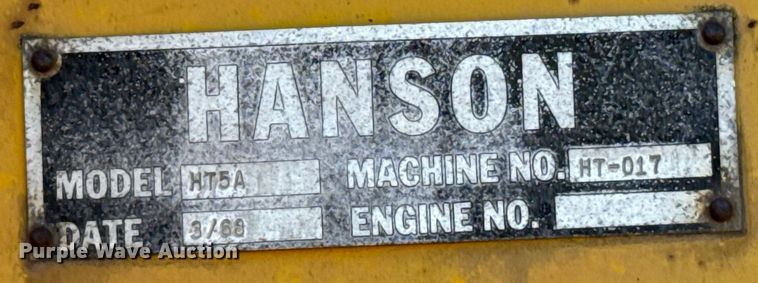 HANSON
MODEL HT5A MACHINE NO. HT-017
DATE 3/68 ENGINE NO.
Purple Wave Auction